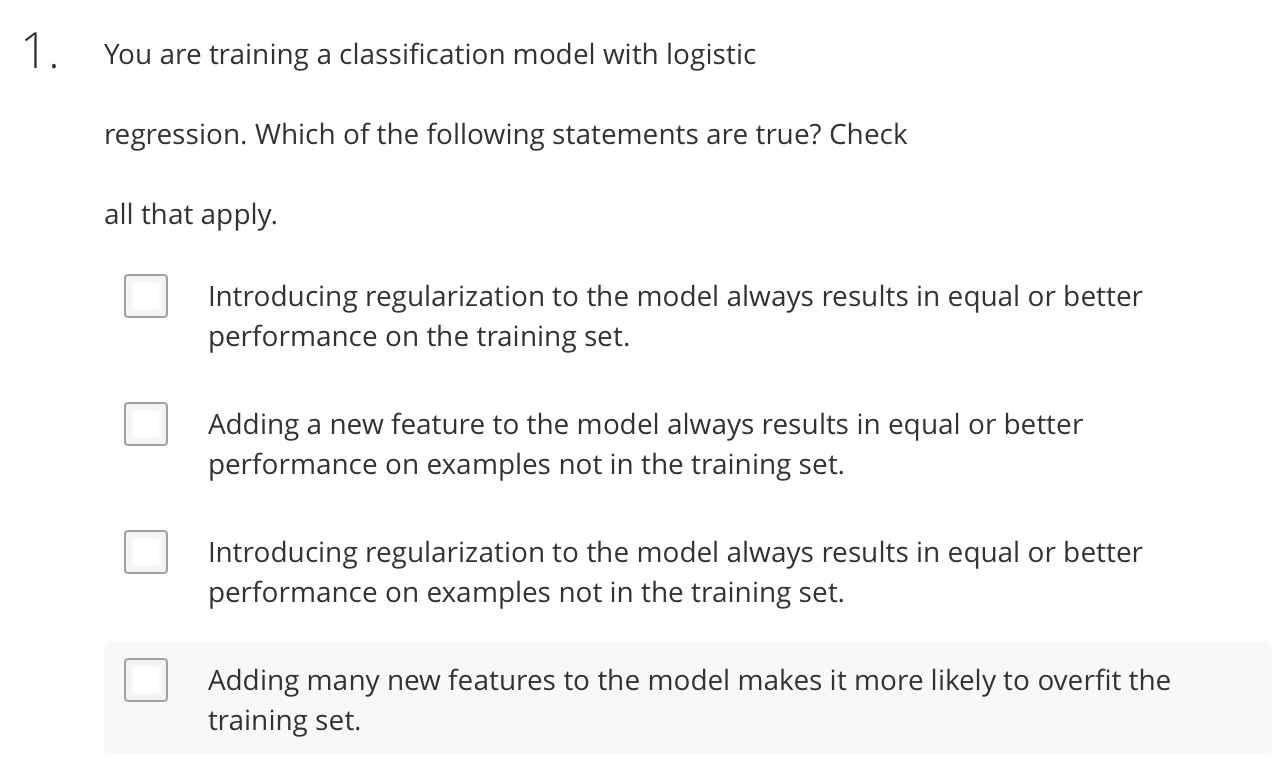 1. You are training a classification model with logistic
regression. Which of the following statements are true? Check
all that apply.
Introducing regularization to the model always results in equal or better
performance on the training set.
Adding a new feature to the model always results in equal or better
performance on examples not in the training set.
Introducing regularization to the model always results in equal or better
performance on examples not in the training set.
Adding many new features to the model makes it more likely to overfit the
training set.